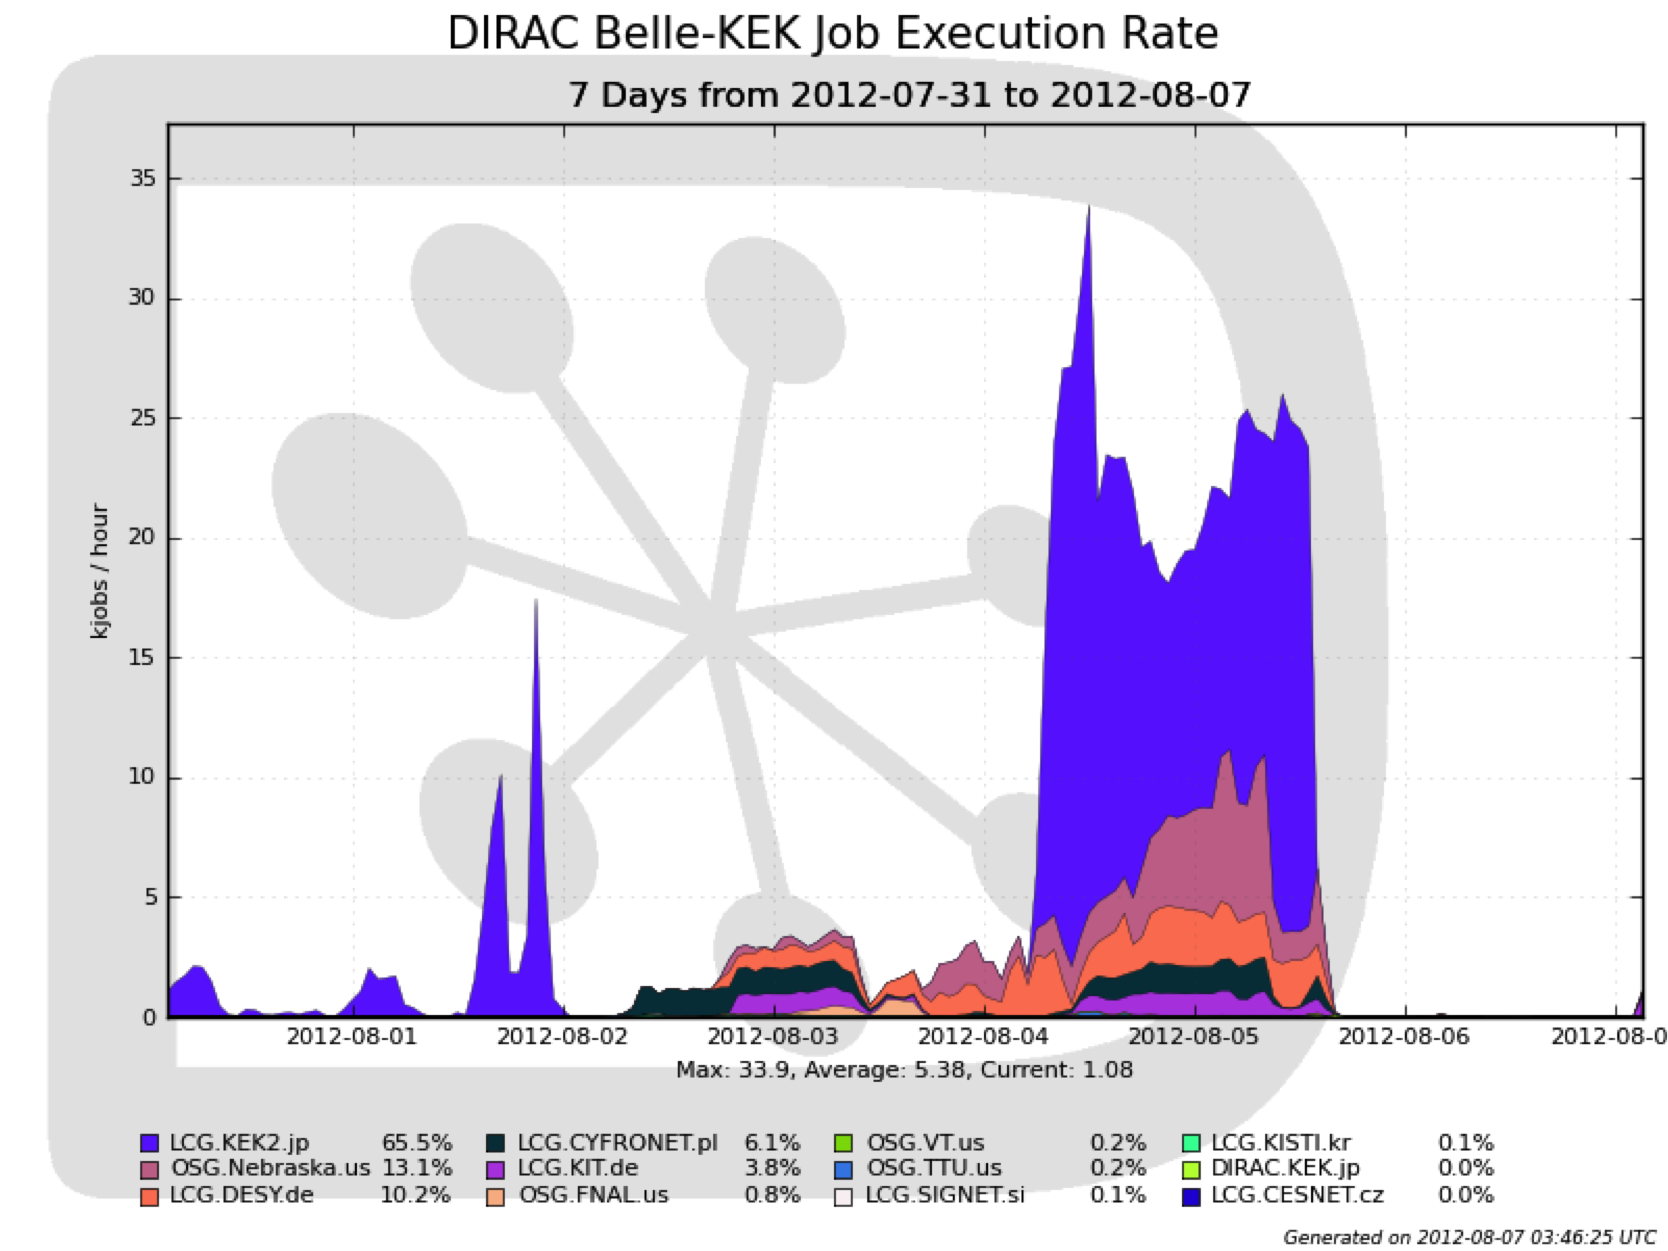 DIRAC Belle-KEK Job Execution Rate
7 Days from 2012-07-31 to 2012-08-07
35
30
25
20
15
10
5
0
kjobs / hour
2012-08-01 2012-08-02 2012-08-03 2012-08-04 2012-08-05 2012-08-06 2012-08-0
Max: 33.9, Average: 5.38, Current: 1.08
LCG.KEK2.jp 65.5% LCG.CYFRONET.pl 6.1% OSG.VT.us 0.2% LCG.KISTI.kr 0.1%
OSG.Nebraska.us 13.1% LCG.KIT.de 3.8% OSG.TTU.us 0.2% DIRAC.KEK.jp 0.0%
LCG.DESY.de 10.2% OSG.FNAL.us 0.8% LCG.SIGNET.si 0.1% LCG.CESNET.cz 0.0%
Generated on 2012-08-07 03:46:25 UTC